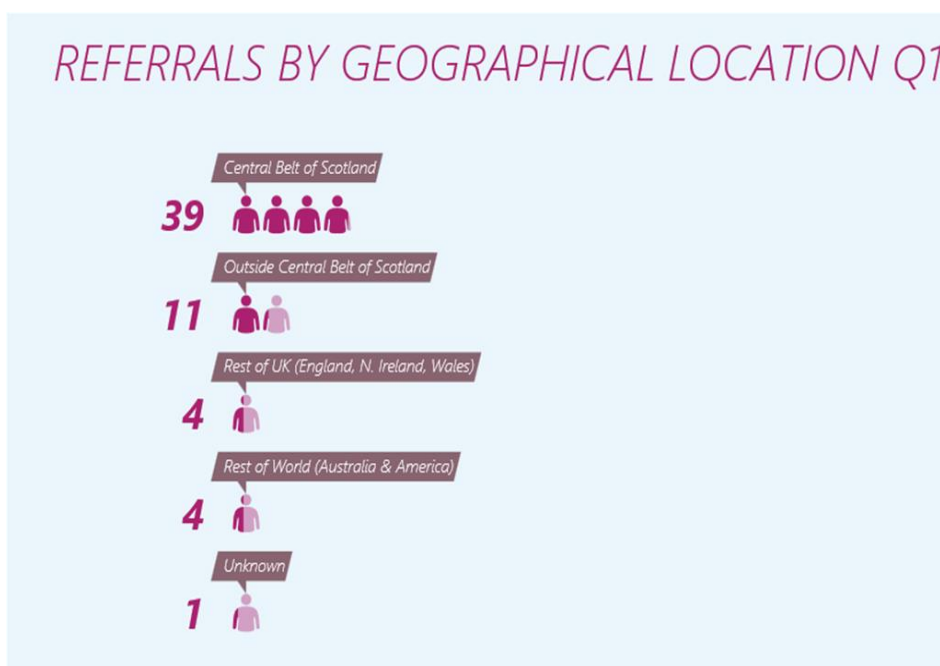 REFERRALS BY GEOGRAPHICAL LOCATION Q1
Central Belt of Scotland
39
Outside Central Belt of Scotland
11
Rest of UK (England, N. Ireland, Wales)
4
Rest of World (Australia & America)
4
Unknown
1